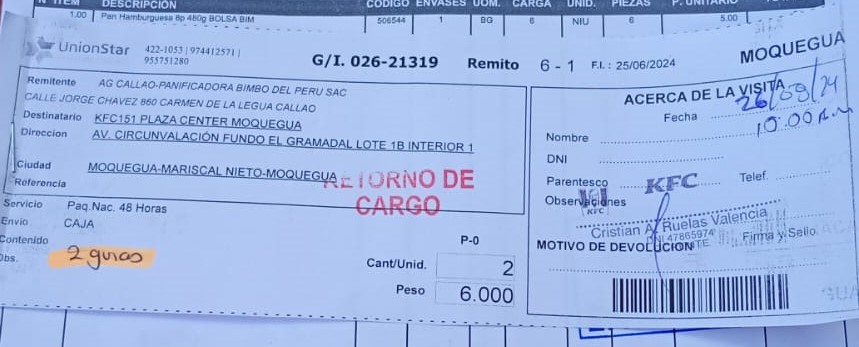 N° ITEM DESCRIPCIÓN CODIGO ENVASES UOM. CARGA UNID. PIEZAS P. UNITARIO
1.00 Pan Hamburguesa 8p 480g BOLSA BIM 506544 1 BG 6 NIU 6 5.00
UnionStar 422-1053 | 974412571 |
955751280
G/I. 026-21319 Remito 6 - 1 F.I.: 25/06/2024 MOQUEGUA
Remitente AG CALLAO-PANIFICADORA BIMBO DEL PERU SAC
CALLE JORGE CHAVEZ 860 CARMEN DE LA LEGUA CALLAO
Destinatario KFC151 PLAZA CENTER MOQUEGUA
Direccion AV. CIRCUNVALACIÓN FUNDO EL GRAMADAL LOTE 1B INTERIOR 1
Ciudad MOQUEGUA-MARISCAL NIETO-MOQUEGUA
Referencia
RETORNO DE
CARGO
Servicio Paq.Nac. 48 Horas
Envio CAJA
Contenido
Obs. 2 guias
P-0
Cant/Unid. 2
Peso 6.000
ACERCA DE LA VISITA
Fecha
10:00
Nombre
DNI
Parentesco KFC Telef.
Observaciones
KFC
Cristian A. Ruelas Valencia
DNI 47865974
Firma y Sello
MOTIVO DE DEVOLUCION